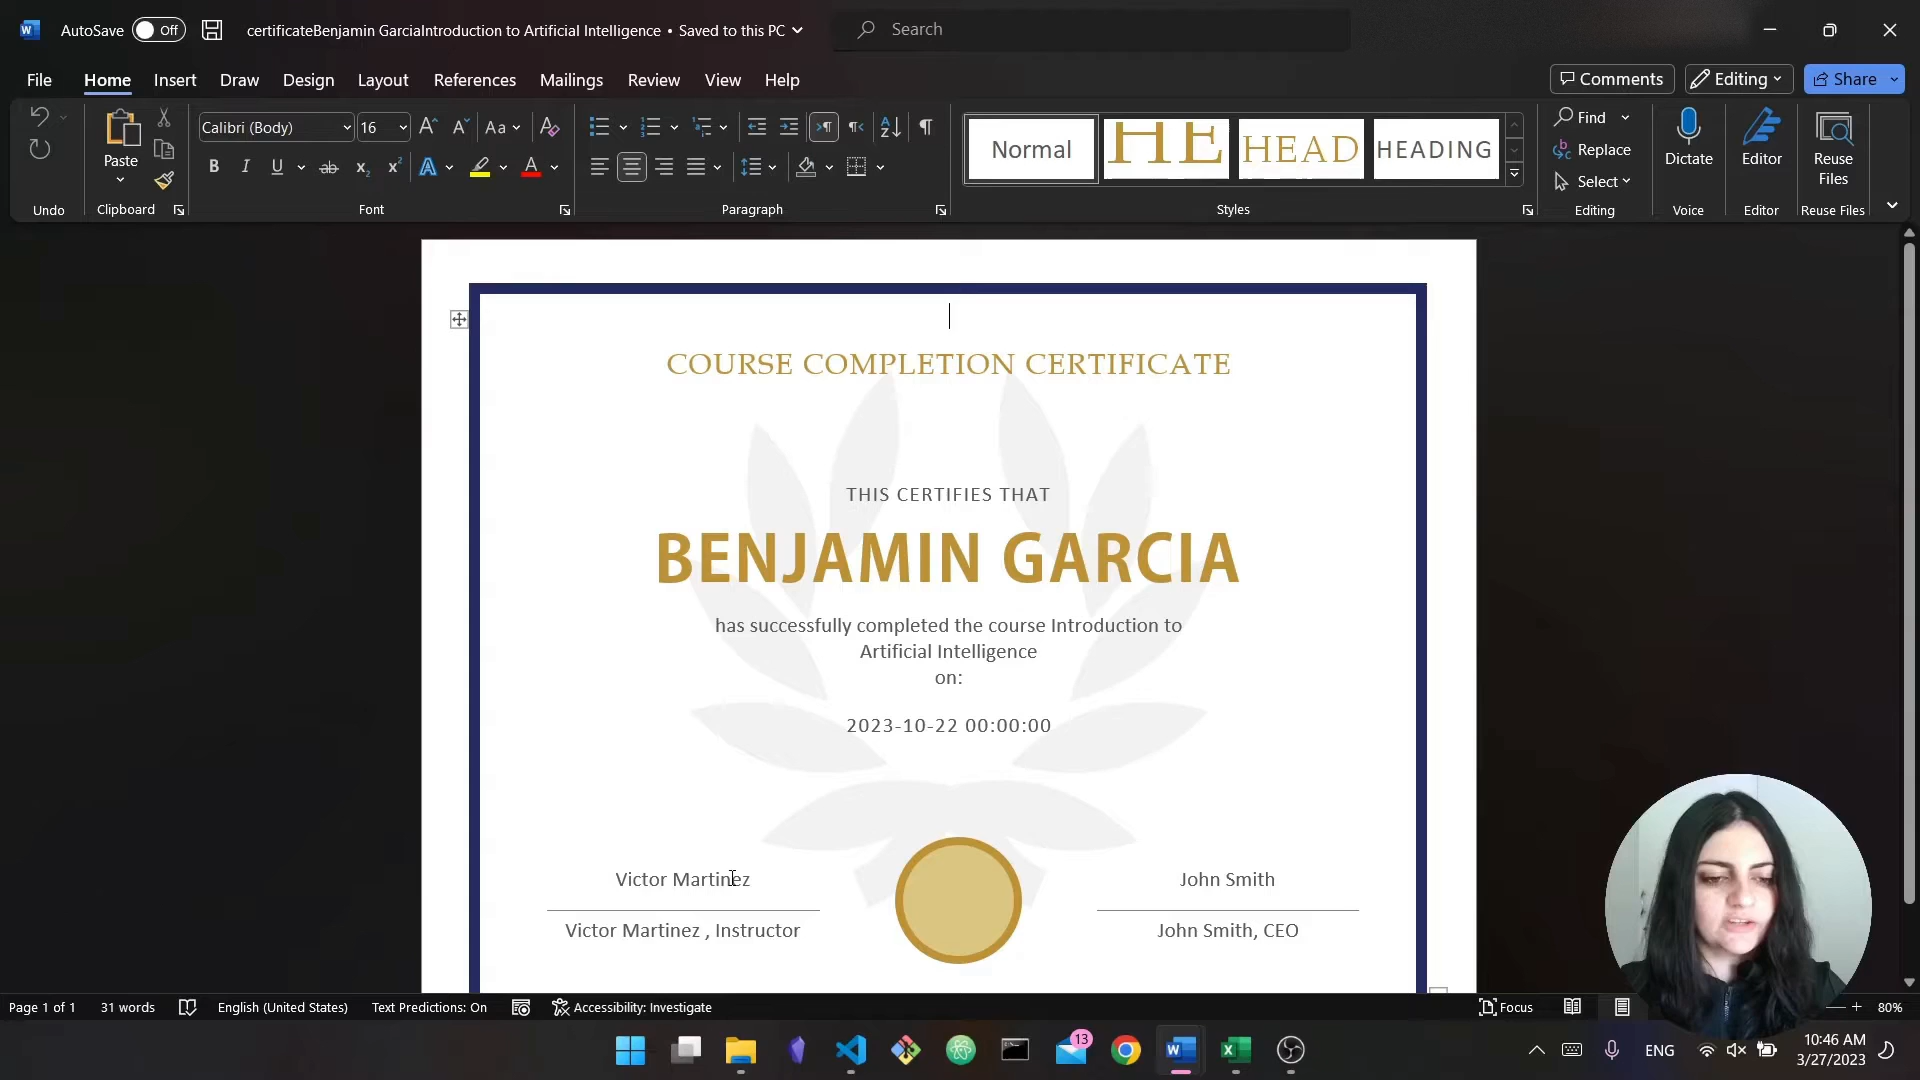 AutoSave Off certificateBenjamin GarciaIntroduction to Artificial Intelligence • Saved to this PC Search
File Home Insert Draw Design Layout References Mailings Review View Help Comments Editing Share
Paste
Calibri (Body) 16
Normal HE HEAD HEADING
Find
Replace
Select
Dictate
Editor
Reuse
Files
Undo Clipboard Font Paragraph Styles Editing Voice Editor Reuse Files
COURSE COMPLETION CERTIFICATE
THIS CERTIFIES THAT
BENJAMIN GARCIA
has successfully completed the course Introduction to
Artificial Intelligence
on:
2023-10-22 00:00:00
Victor Martinez John Smith
Victor Martinez , Instructor John Smith, CEO
Page 1 of 1 31 words English (United States) Text Predictions: On Accessibility: Investigate Focus 80%
13
ENG
10:46 AM
3/27/2023